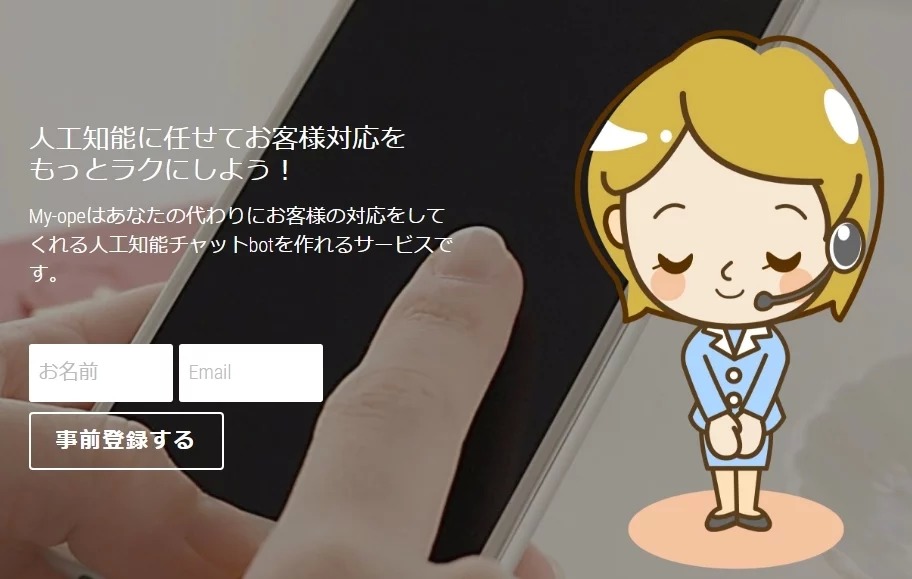 人工知能に任せてお客様対応を
もっとラクにしよう！
My-opeはあなたの代わりにお客様の対応をして
くれる人工知能チャットbotを作れるサービスで
す。
お名前
Email
事前登録する